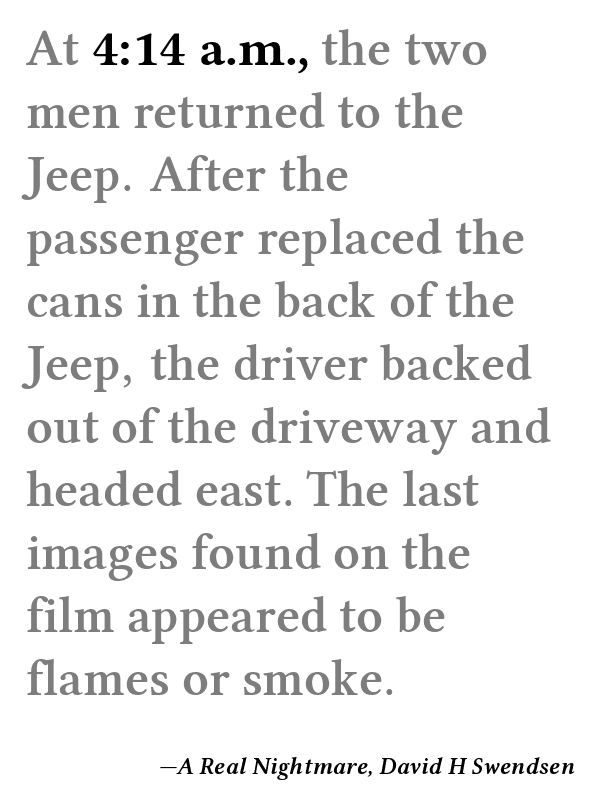 At 4:14 a.m., the two
men returned to the
Jeep. After the
passenger replaced the
cans in the back of the
Jeep, the driver backed
out of the driveway and
headed east. The last
images found on the
film appeared to be
flames or smoke.
—A Real Nightmare, David H Swendsen